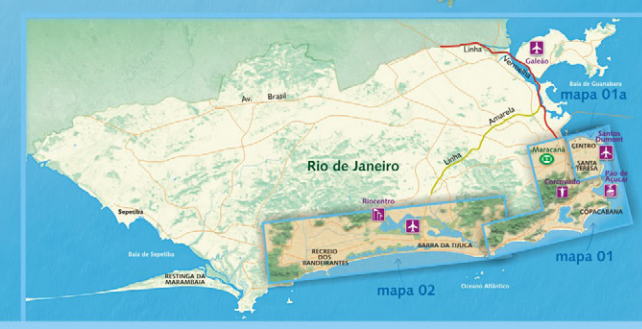 Linha
Vermelha
Galeão
Baía de Guanabara
mapa 01a
Av. Brasil
Amarela
Linha
Santos
Dumont
Maracanã
CENTRO
SANTA
TERESA
Rio de Janeiro
Pão de
Açúcar
Corcovado
Riocentro
COPACABANA
Sepetiba
BARRA DA TIJUCA
RECREIO
DOS
BANDEIRANTES
Baía de Sepetiba
mapa 01
RESTINGA DA
MARAMBAIA
mapa 02
Oceano Atlântico